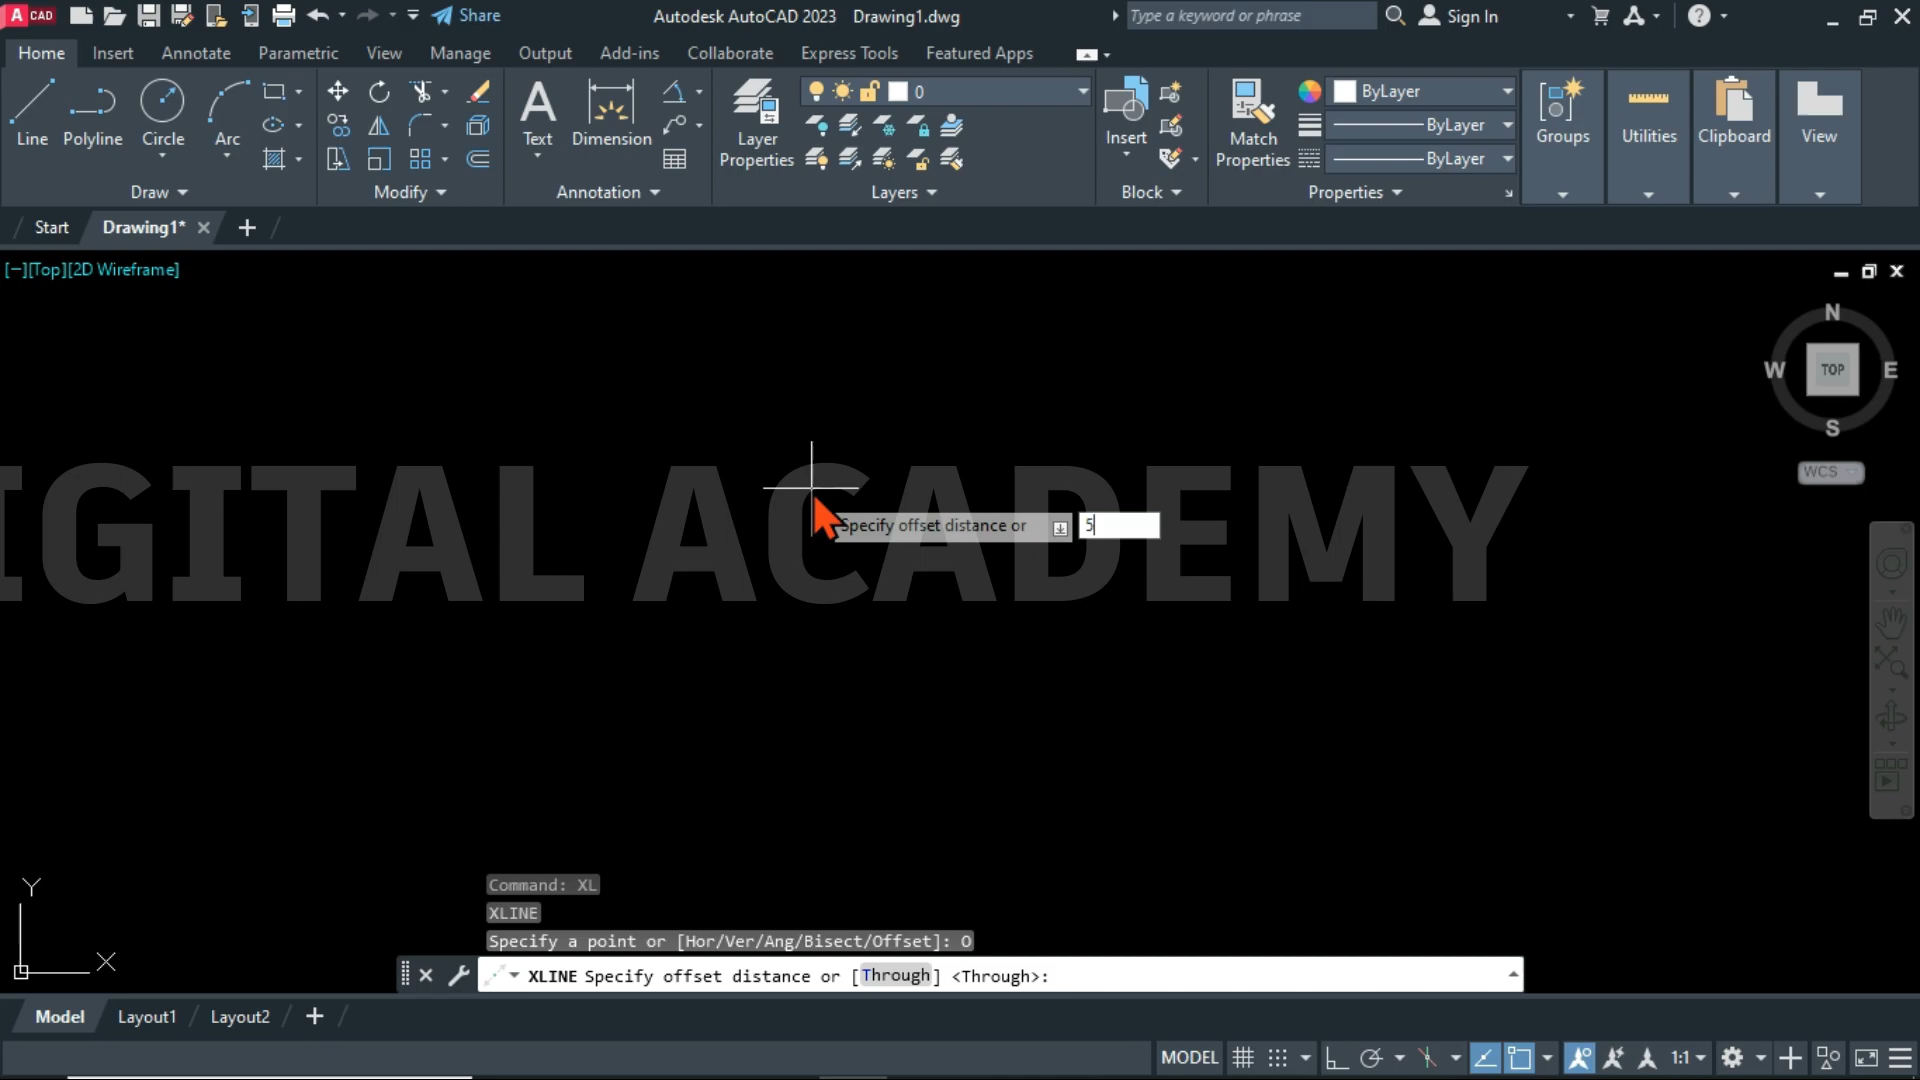 A CAD
Share
Autodesk AutoCAD 2023 Drawing1.dwg
Type a keyword or phrase
Sign In
Home Insert Annotate Parametric View Manage Output Add-ins Collaborate Express Tools Featured Apps
Line Polyline Circle Arc
Text Dimension
Layer Properties
0
Insert
Match Properties
ByLayer
ByLayer
ByLayer
Groups Utilities Clipboard View
Draw Modify Annotation Layers Block Properties
Start Drawing1*
[−][Top][2D Wireframe]
N
W TOP E
S
WCS
IGITAL ACADEMY
Specify offset distance or 5
Y
X
Command: XL
XLINE
Specify a point or [Hor/Ver/Ang/Bisect/Offset]: O
XLINE Specify offset distance or [Through] <Through>:
Model Layout1 Layout2
MODEL 1:1